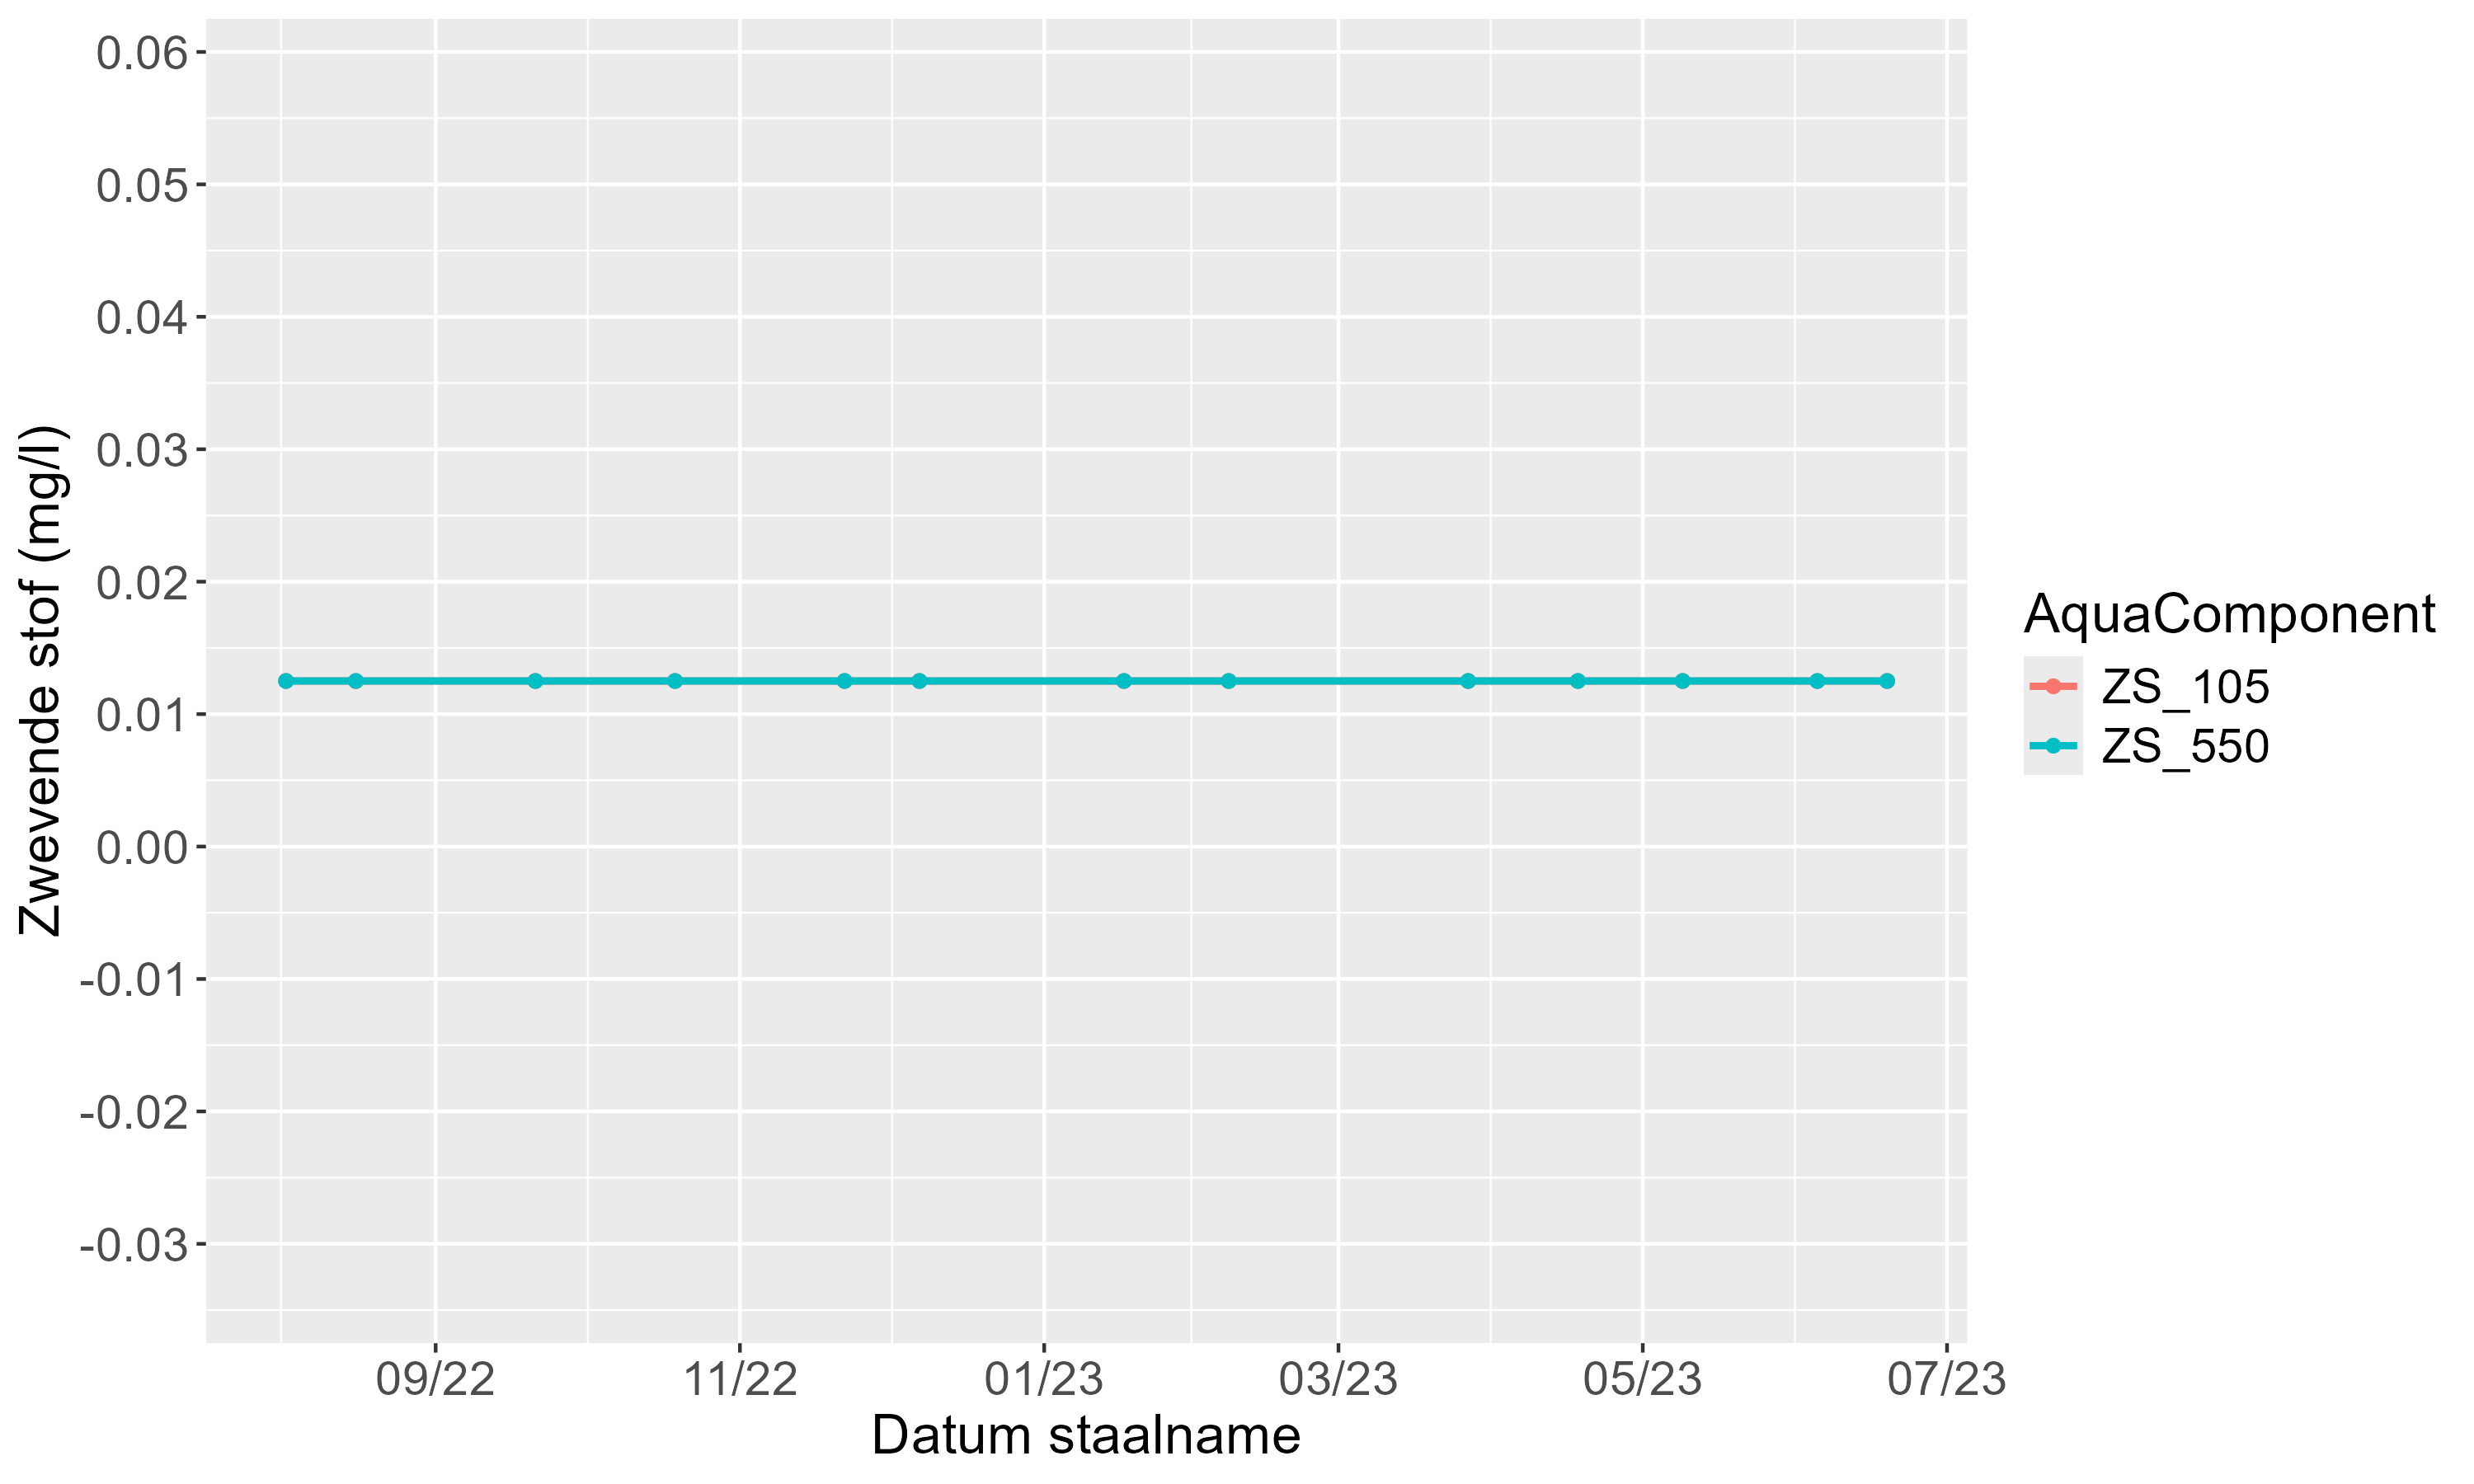 Zwevende stof (mg/l)
0.06
0.05
0.04
0.03
0.02
0.01
0.00
-0.01
-0.02
-0.03
09/22 11/22 01/23 03/23 05/23 07/23
Datum staalname
AquaComponent
ZS_105
ZS_550